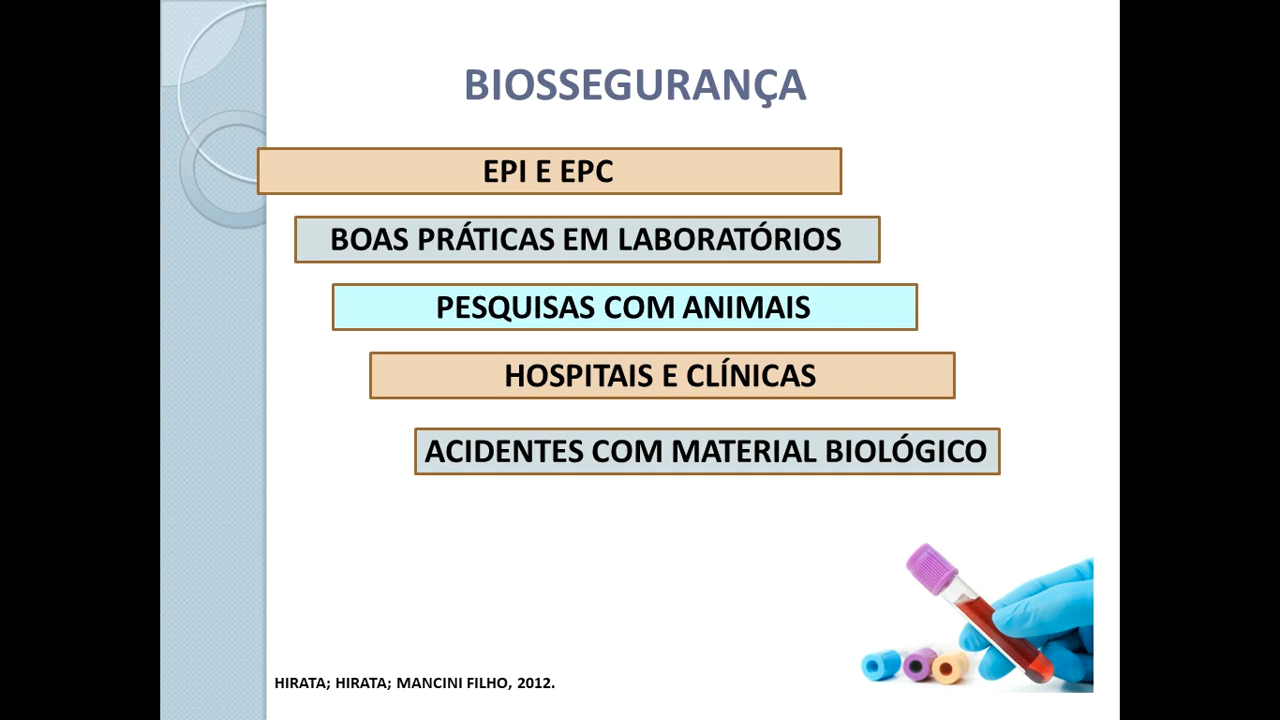 BIOSSEGURANÇA
EPI E EPC
BOAS PRÁTICAS EM LABORATÓRIOS
PESQUISAS COM ANIMAIS
HOSPITAIS E CLÍNICAS
ACIDENTES COM MATERIAL BIOLÓGICO
HIRATA; HIRATA; MANCINI FILHO, 2012.